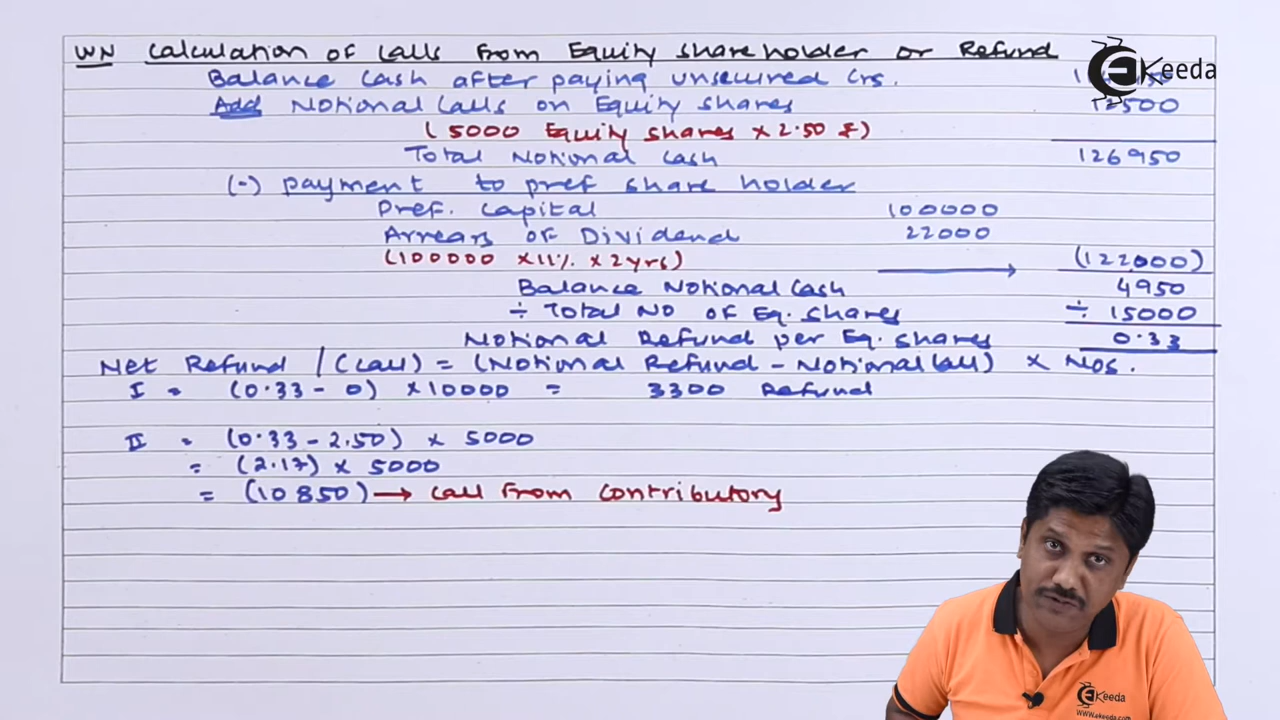 WN Calculation of Calls From Equity Shareholder or Refund
Balance Cash after paying unsecured Crs.
Add Notional Calls on Equity shares 12500
(5000 Equity shares × 2.50 ₹)
Total Notional Cash 126950
(-) payment to pref share holder
Pref. Capital 100000
Arrears of Dividend 22000
(100000 × 11% × 2yrs) (122000)
Balance Notional Cash 4950
÷ Total No of Eq. shares ÷ 15000
Notional Refund per Eq. shares 0.33
Net Refund / (Call) = (Notional Refund - Notional Call) × Nos.
I = (0.33 - 0) × 10000 = 3300 Refund
II = (0.33 - 2.50) × 5000
= (2.17) × 5000
= (10850) → Call From Contributory
Ekeeda
Ekeeda
www.ekeeda.com